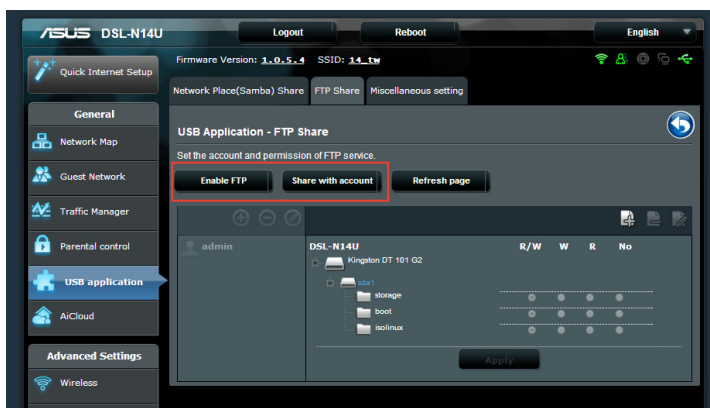 ASUS DSL-N14U Logout Reboot English
Quick Internet Setup
Firmware Version: 1.0.5.4 SSID: 14_tw
Network Place(Samba) Share FTP Share Miscellaneous setting
General
Network Map
Guest Network
Traffic Manager
Parental control
USB application
AiCloud
Advanced Settings
Wireless
USB Application - FTP Share
Set the account and permission of FTP service.
Enable FTP Share with account Refresh page
admin
DSL-N14U R/W W R No
Kingston DT 101 G2
sda1
storage
boot
isolinux
Apply